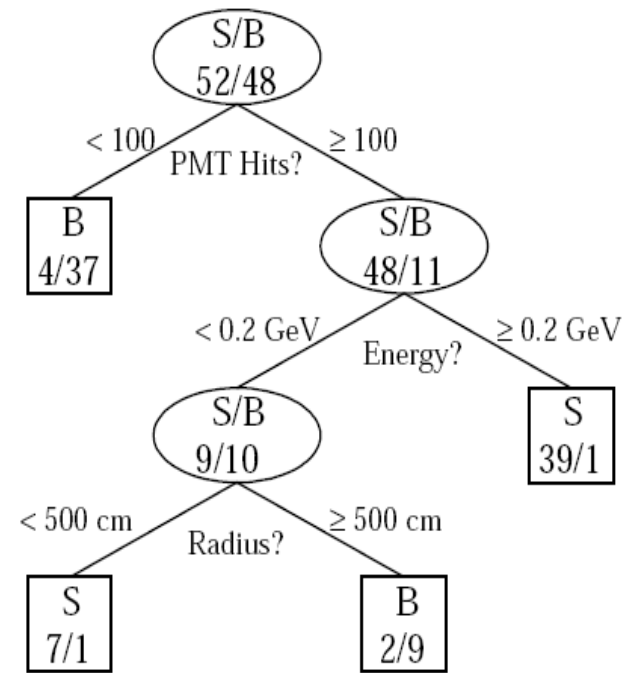 S/B
52/48
< 100
≥ 100
PMT Hits?
B
4/37
S/B
48/11
< 0.2 GeV
≥ 0.2 GeV
Energy?
S/B
9/10
S
39/1
< 500 cm
≥ 500 cm
Radius?
S
7/1
B
2/9